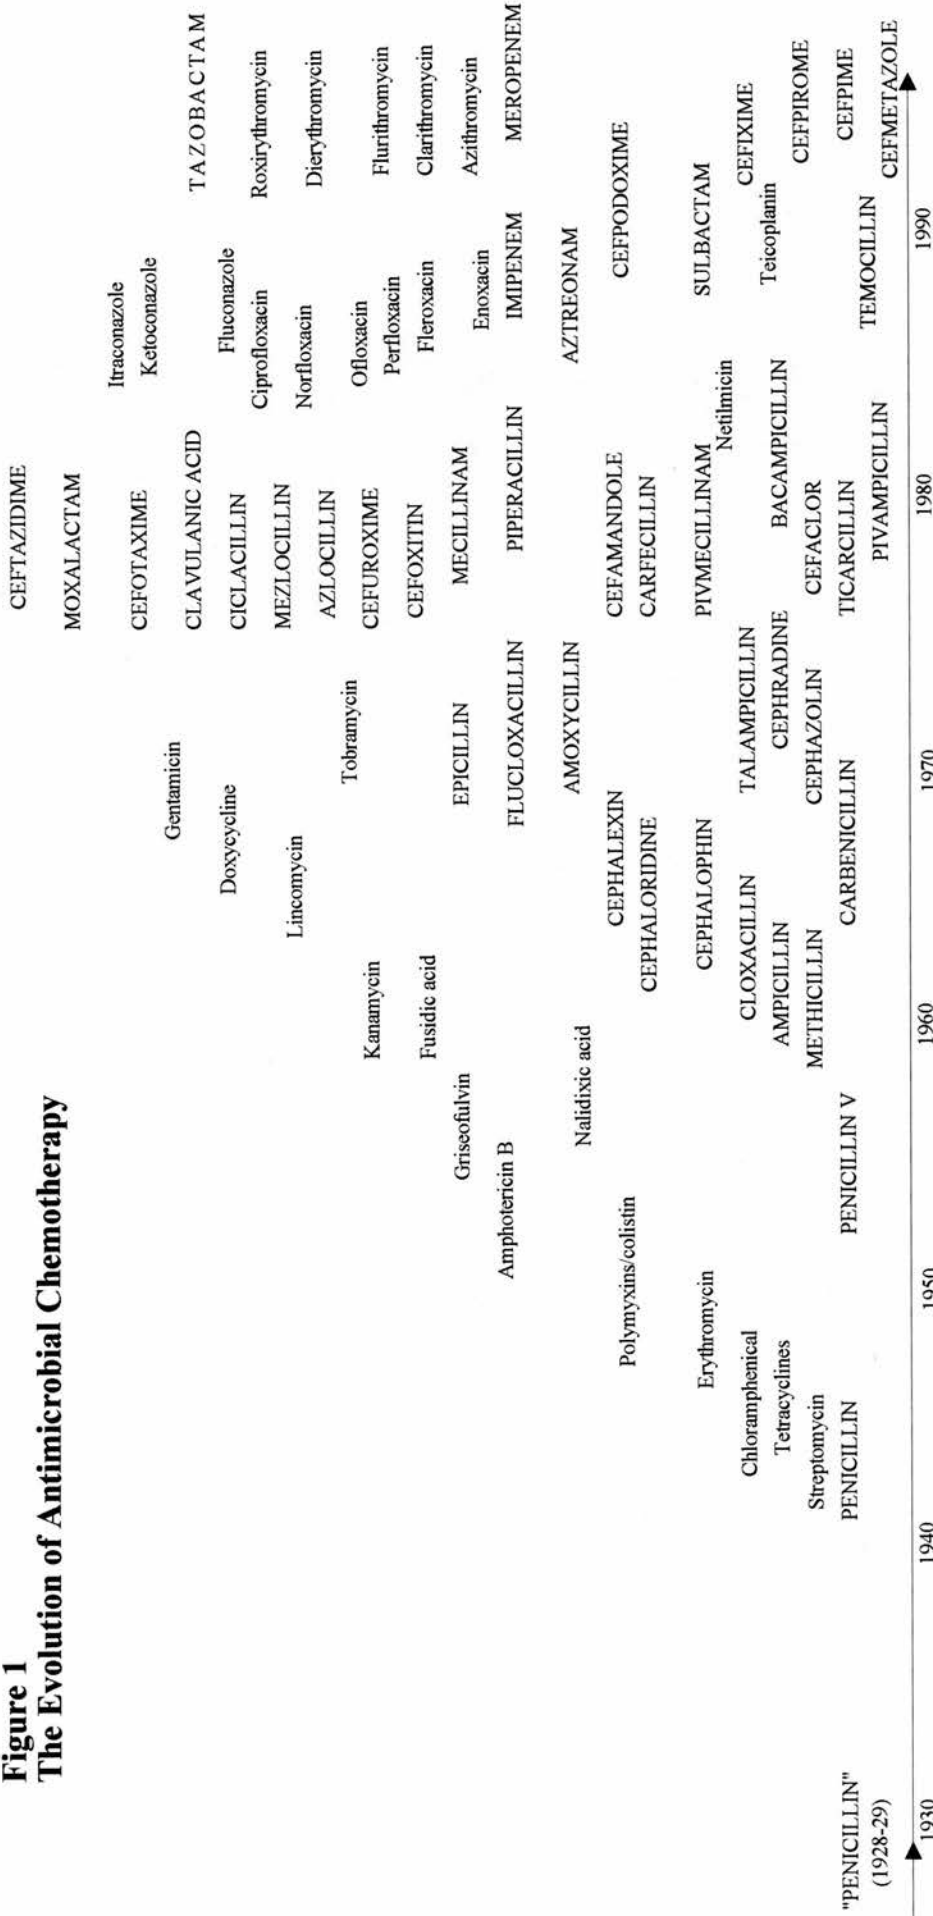 Figure 1
The Evolution of Antimicrobial Chemotherapy
CEFTAZIDIME
MOXALACTAM
Itraconazole
CEFOTAXIME
Ketoconazole
Gentamicin
CLAVULANIC ACID
TAZOBACTAM
Doxycycline
CICLACILLIN
Fluconazole
Ciprofloxacin
Roxirythromycin
Lincomycin
MEZLOCILLIN
Norfloxacin
Dierythromycin
AZLOCILLIN
Tobramycin
Ofloxacin
Kanamycin
CEFUROXIME
Perfloxacin
Flurithromycin
Fusidic acid
CEFOXITIN
Fleroxacin
Clarithromycin
Griseofulvin
EPICILLIN
MECILLINAM
Enoxacin
Azithromycin
Amphotericin B
FLUCLOXACILLIN
PIPERACILLIN
IMIPENEM
MEROPENEM
Nalidixic acid
AMOXYCILLIN
AZTREONAM
Polymyxins/colistin
CEPHALEXIN
CEFAMANDOLE
CEFPODOXIME
CEPHALORIDINE
CARFECILLIN
Erythromycin
CEPHALOPHIN
PIVMECILLINAM
SULBACTAM
Netilmicin
Chloramphenical
CLOXACILLIN
TALAMPICILLIN
CEFIXIME
Teicoplanin
Tetracyclines
AMPICILLIN
CEPHRADINE
BACAMPICILLIN
Streptomycin
METHICILLIN
CEPHAZOLIN
CEFACLOR
CEFPIROME
"PENICILLIN"
PENICILLIN
PENICILLIN V
CARBENICILLIN
TICARCILLIN
CEFPIME
(1928-29)
PIVAMPICILLIN
TEMOCILLIN
CEFMETAZOLE
1930 1940 1950 1960 1970 1980 1990